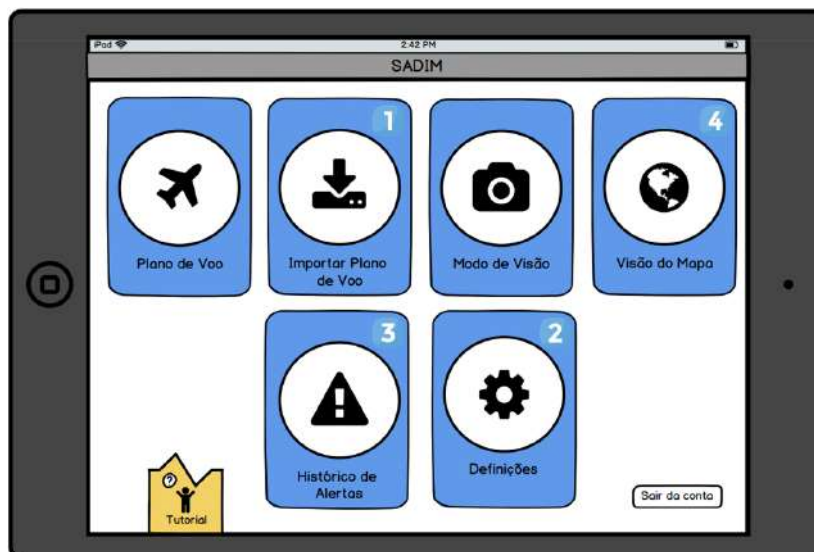 iPad 2:42 PM
SADIM
1
4
Plano de Voo
Importar Plano
de Voo
Modo de Visão
Visão do Mapa
3
2
Histórico de
Alertas
Definições
?
Tutorial
Sair da conta